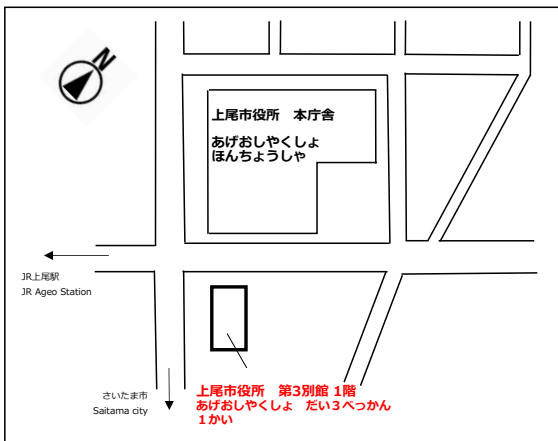 N
上尾市役所　本庁舎
あげおしやくしょ
ほんちょうしゃ
JR上尾駅
JR Ageo Station
さいたま市
Saitama city
上尾市役所　第3別館 1階
あげおしやくしょ　だい３べっかん
１かい